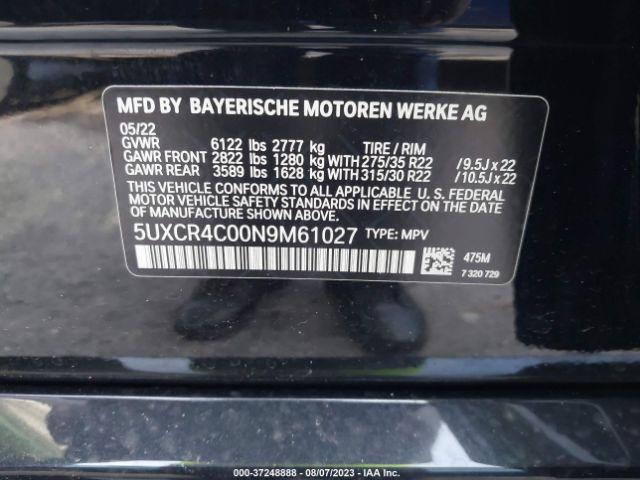 MFD BY BAYERISCHE MOTOREN WERKE AG
05/22
GVWR 6122 lbs 2777 kg TIRE / RIM
GAWR FRONT 2822 lbs 1280 kg WITH 275/35 R22 /9.5J x 22
GAWR REAR 3589 lbs 1628 kg WITH 315/30 R22 /10.5J x 22
THIS VEHICLE CONFORMS TO ALL APPLICABLE U. S. FEDERAL
MOTOR VEHICLE SAFETY STANDARDS IN EFFECT ON THE
DATE OF MANUFACTURE SHOWN ABOVE.
5UXCR4C00N9M61027 TYPE: MPV
475M
7 320 729
000-37248888 - 08/07/2023 - IAA Inc.